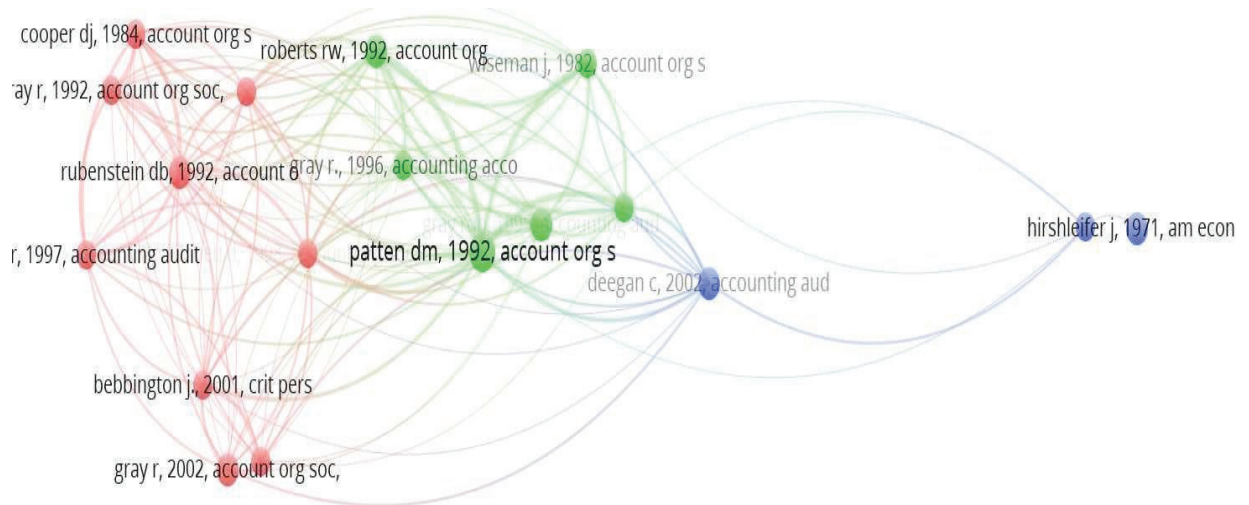 cooper dj, 1984, account org s
roberts rw, 1992, account org
wiseman j, 1982, account org s
ray r, 1992, account org soc,
rubenstein db, 1992, account o
gray r., 1996, accounting acco
hirshleifer j, 1971, am econ
r, 1997, accounting audit
patten dm, 1992, account org s
deegan c, 2002, accounting aud
bebbington j., 2001, crit pers
gray r, 2002, account org soc,